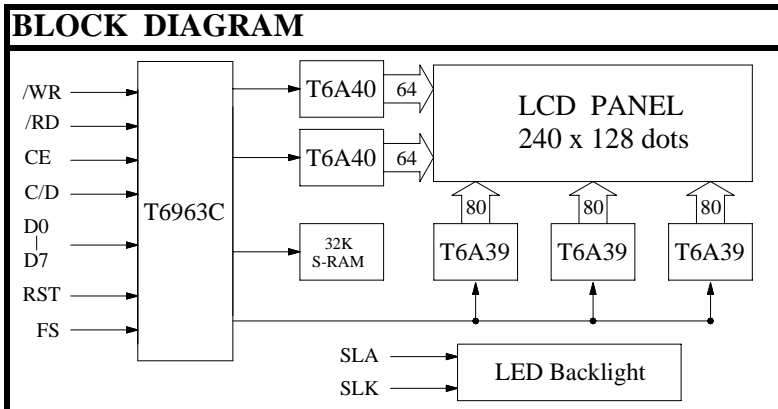 BLOCK DIAGRAM
/WR
/RD
CE
C/D
D0
D7
RST
FS
T6963C
T6A40
64
T6A40
64
LCD PANEL
240 x 128 dots
32K
S-RAM
80
80
80
T6A39
T6A39
T6A39
SLA
SLK
LED Backlight